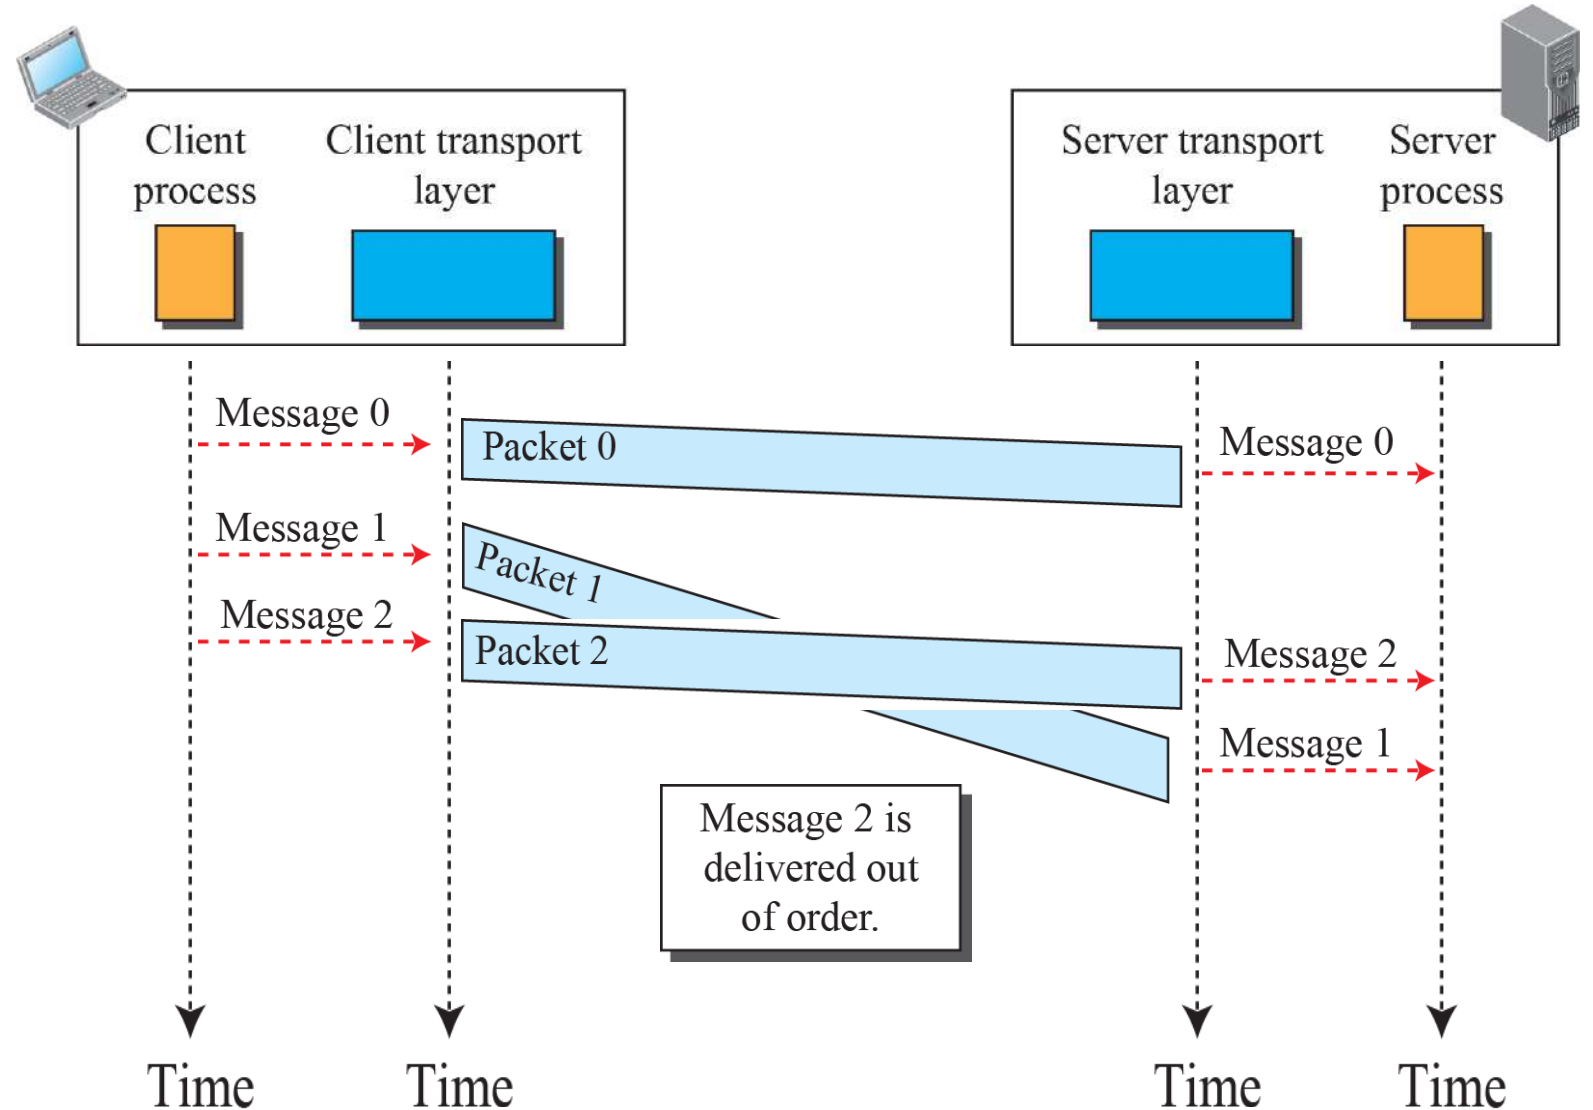 Client
process
Client transport
layer
Server transport
layer
Server
process
Message 0
Packet 0
Message 0
Message 1
Packet 1
Message 2
Packet 2
Message 2
Message 1
Message 2 is
delivered out
of order.
Time
Time
Time
Time